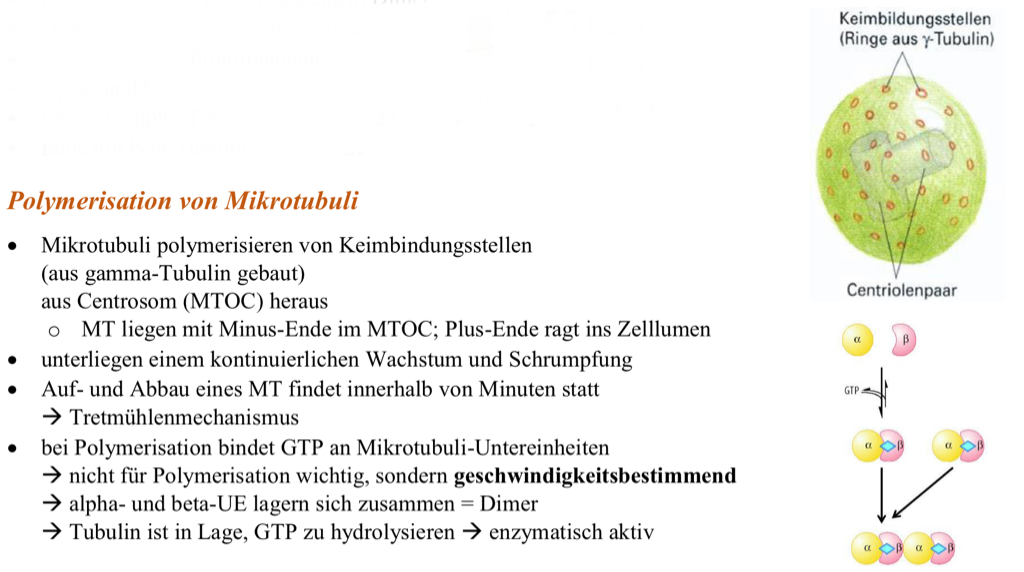 Keimbildungsstellen
(Ringe aus γ-Tubulin)
Centriolenpaar
Polymerisation von Mikrotubuli
• Mikrotubuli polymerisieren von Keimbindungsstellen
(aus gamma-Tubulin gebaut)
aus Centrosom (MTOC) heraus
o MT liegen mit Minus-Ende im MTOC; Plus-Ende ragt ins Zelllumen
• unterliegen einem kontinuierlichen Wachstum und Schrumpfung
• Auf- und Abbau eines MT findet innerhalb von Minuten statt
→ Tretmühlenmechanismus
• bei Polymerisation bindet GTP an Mikrotubuli-Untereinheiten
→ nicht für Polymerisation wichtig, sondern geschwindigkeitsbestimmend
→ alpha- und beta-UE lagern sich zusammen = Dimer
→ Tubulin ist in Lage, GTP zu hydrolysieren → enzymatisch aktiv
α β
GTP
α β α β
α β α β